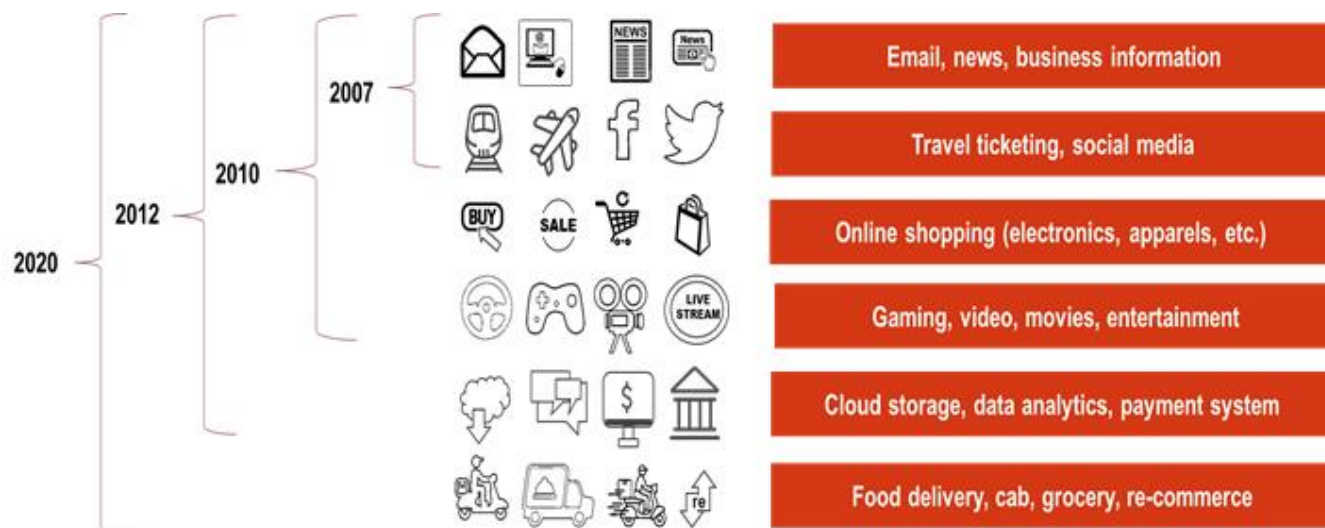 NEWS
News
Email, news, business information
2007
Travel ticketing, social media
2010
2012
BUY
SALE
Online shopping (electronics, apparels, etc.)
2020
LIVE
STREAM
Gaming, video, movies, entertainment
$
Cloud storage, data analytics, payment system
re
Food delivery, cab, grocery, re-commerce